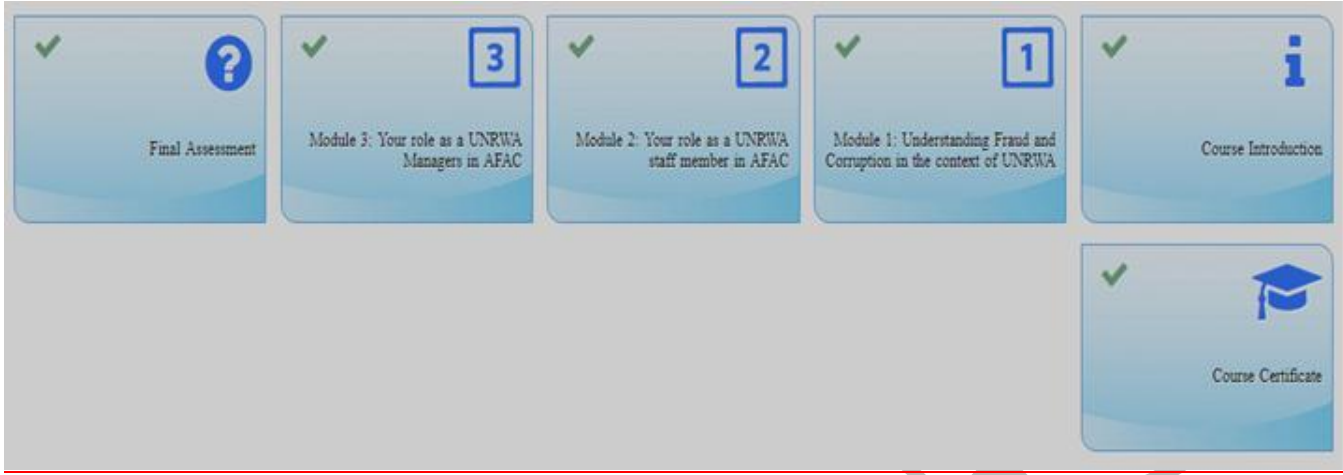 Course Introduction
1
Module 1: Understanding Fraud and
Corruption in the context of UNRWA
2
Module 2: Your role as a UNRWA
staff member in AFAC
3
Module 3: Your role as a UNRWA
Managers in AFAC
?
Final Assessment
Course Certificate